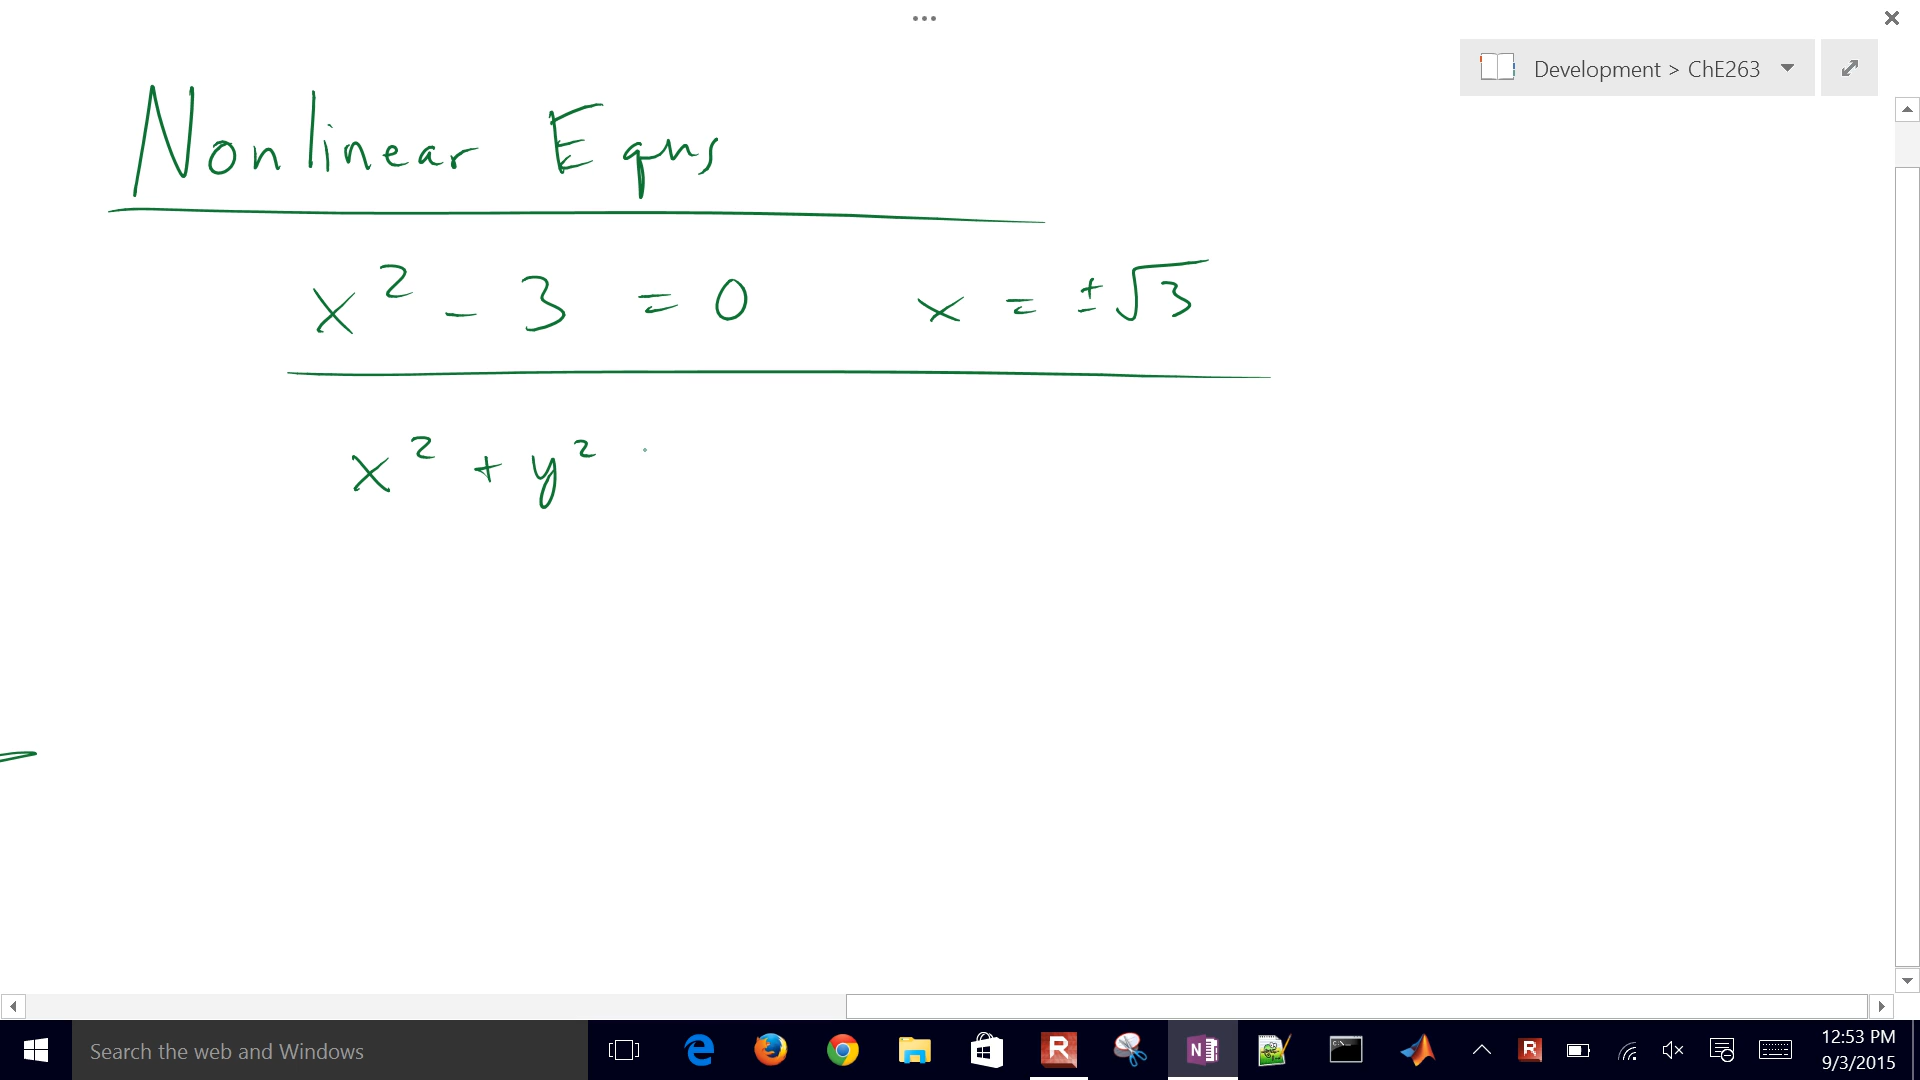 Development > ChE263
Nonlinear Eqns
x² - 3 = 0 x = ±√3
x² + y²
=
Search the web and Windows
12:53 PM
9/3/2015